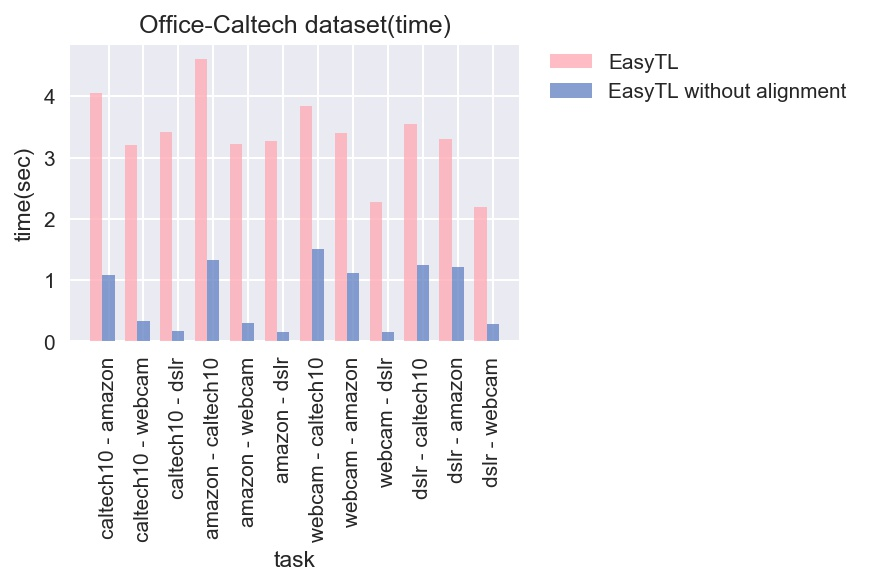 Office-Caltech dataset(time)
EasyTL
EasyTL without alignment
time(sec)
4
3
2
1
0
caltech10 - amazon
caltech10 - webcam
caltech10 - dslr
amazon - caltech10
amazon - webcam
amazon - dslr
webcam - caltech10
webcam - amazon
webcam - dslr
dslr - caltech10
dslr - amazon
dslr - webcam
task